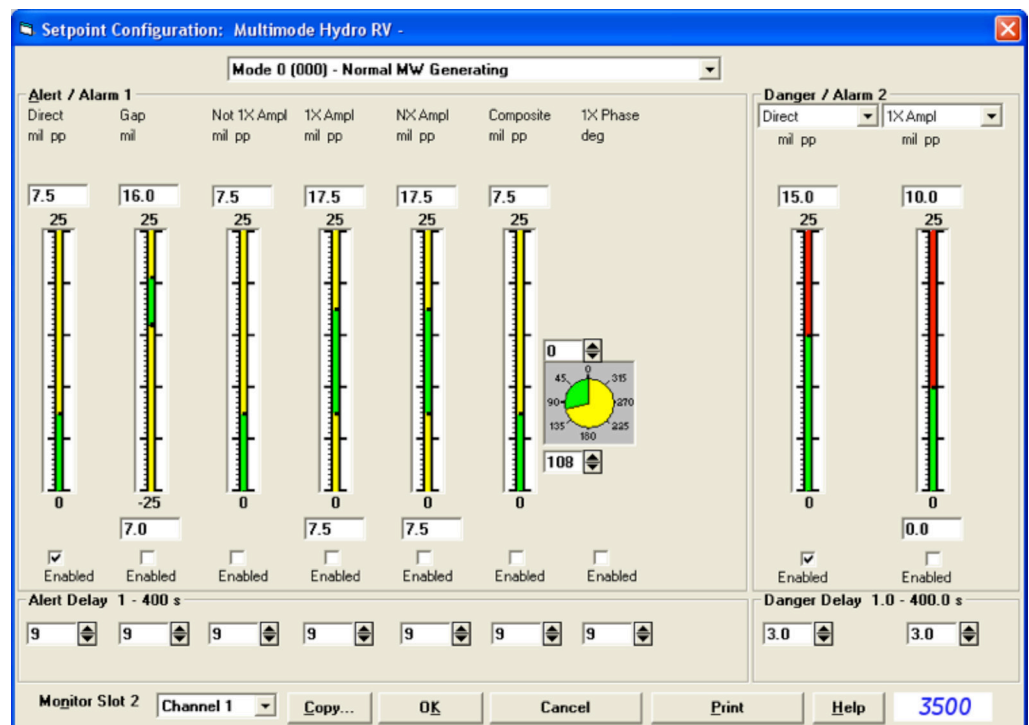 Setpoint Configuration: Multimode Hydro RV -
Mode 0 (000) - Normal MW Generating
Alert / Alarm 1
Direct Gap Not 1X Ampl 1X Ampl NX Ampl Composite 1X Phase
mil pp mil mil pp mil pp mil pp mil pp deg
7.5 16.0 7.5 17.5 17.5 7.5
25 25 25 25 25 25
0
0 45 90 135 180 225 270 315
108
0 -25 0 0 0 0
7.0 7.5 7.5
Enabled Enabled Enabled Enabled Enabled Enabled Enabled
Danger / Alarm 2
Direct 1X Ampl
mil pp mil pp
15.0 10.0
25 25
0 0
0.0
Enabled Enabled
Alert Delay 1 - 400 s
9 9 9 9 9 9 9
Danger Delay 1.0 - 400.0 s
3.0 3.0
Monitor Slot 2 Channel 1 Copy... OK Cancel Print Help 3500